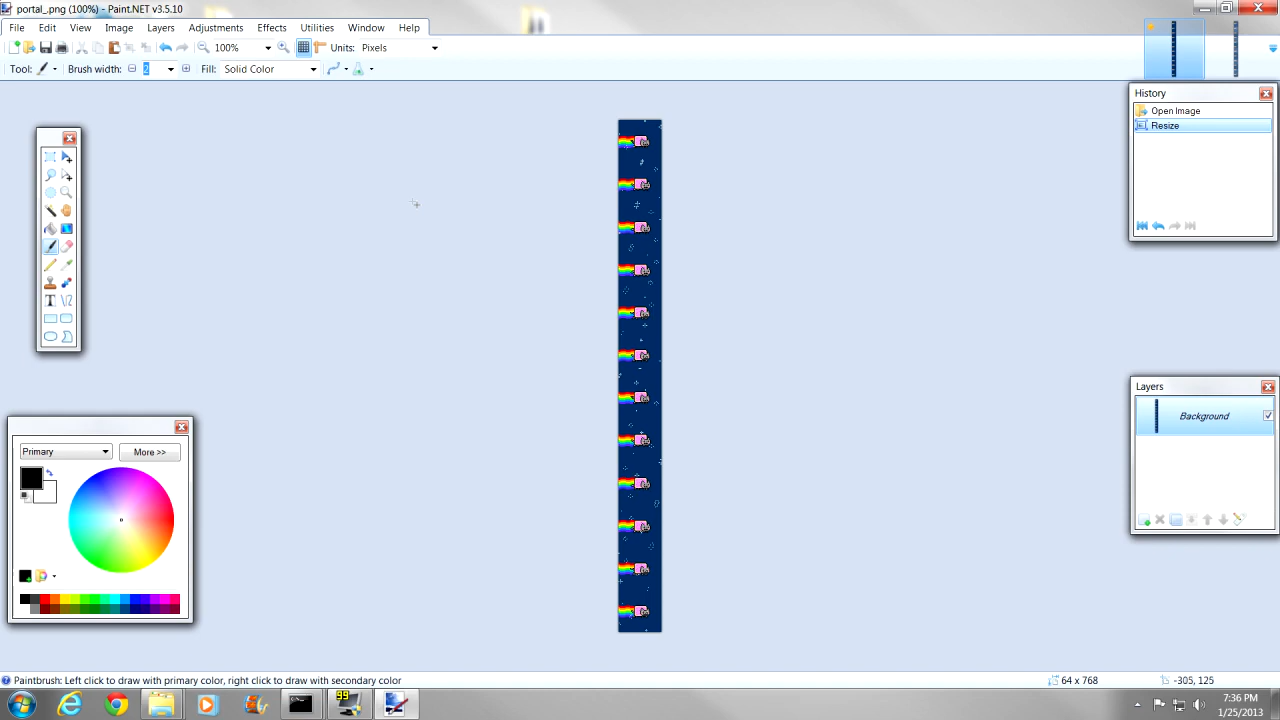 portal_.png (100%) - Paint.NET v3.5.10
File Edit View Image Layers Adjustments Effects Utilities Window Help
100% Units: Pixels
Tool: Brush width: 2 Fill: Solid Color
History
Open Image
Resize
Layers
Background
Primary More >>
Paintbrush: Left click to draw with primary color, right click to draw with secondary color 64 x 768 -305, 125
99
7:36 PM
1/25/2013